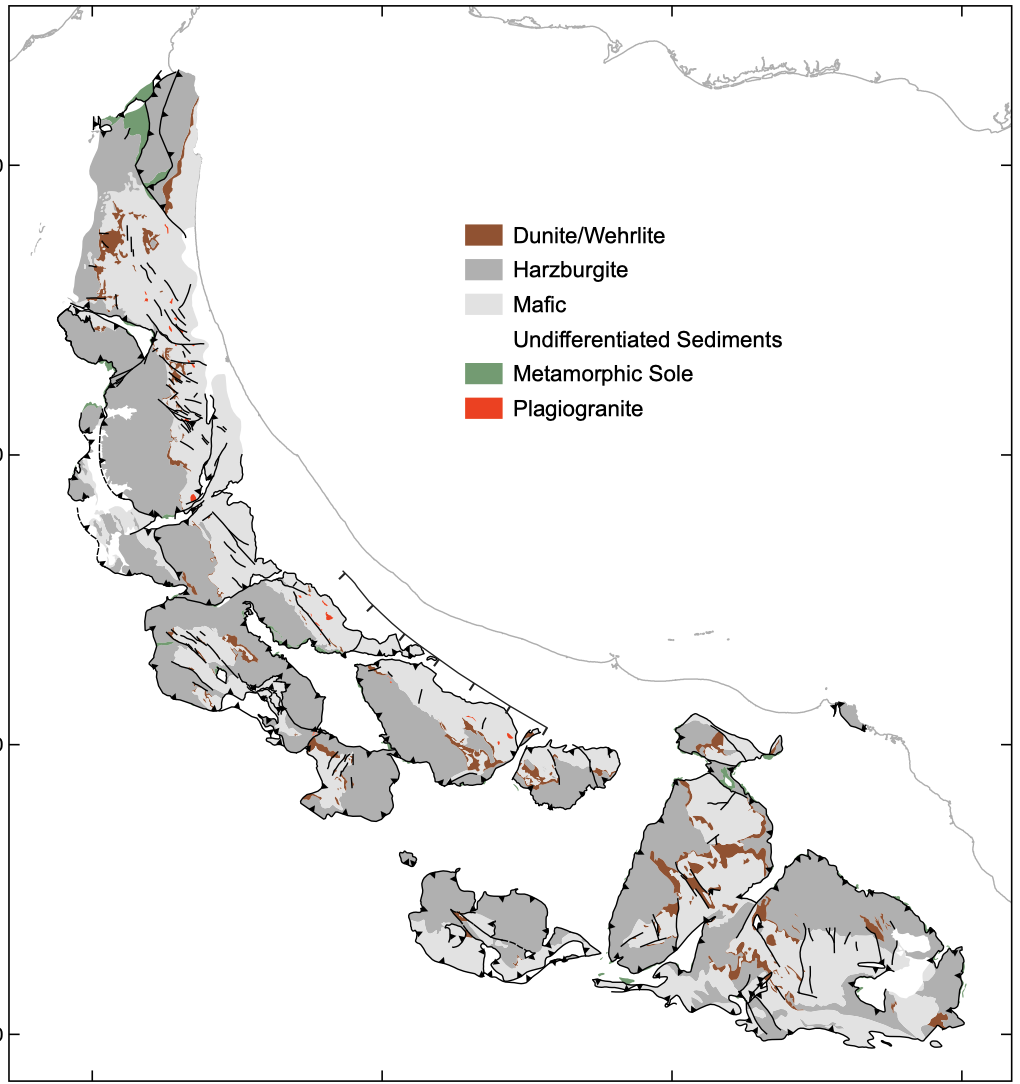 Dunite/Wehrlite
Harzburgite
Mafic
Undifferentiated Sediments
Metamorphic Sole
Plagiogranite